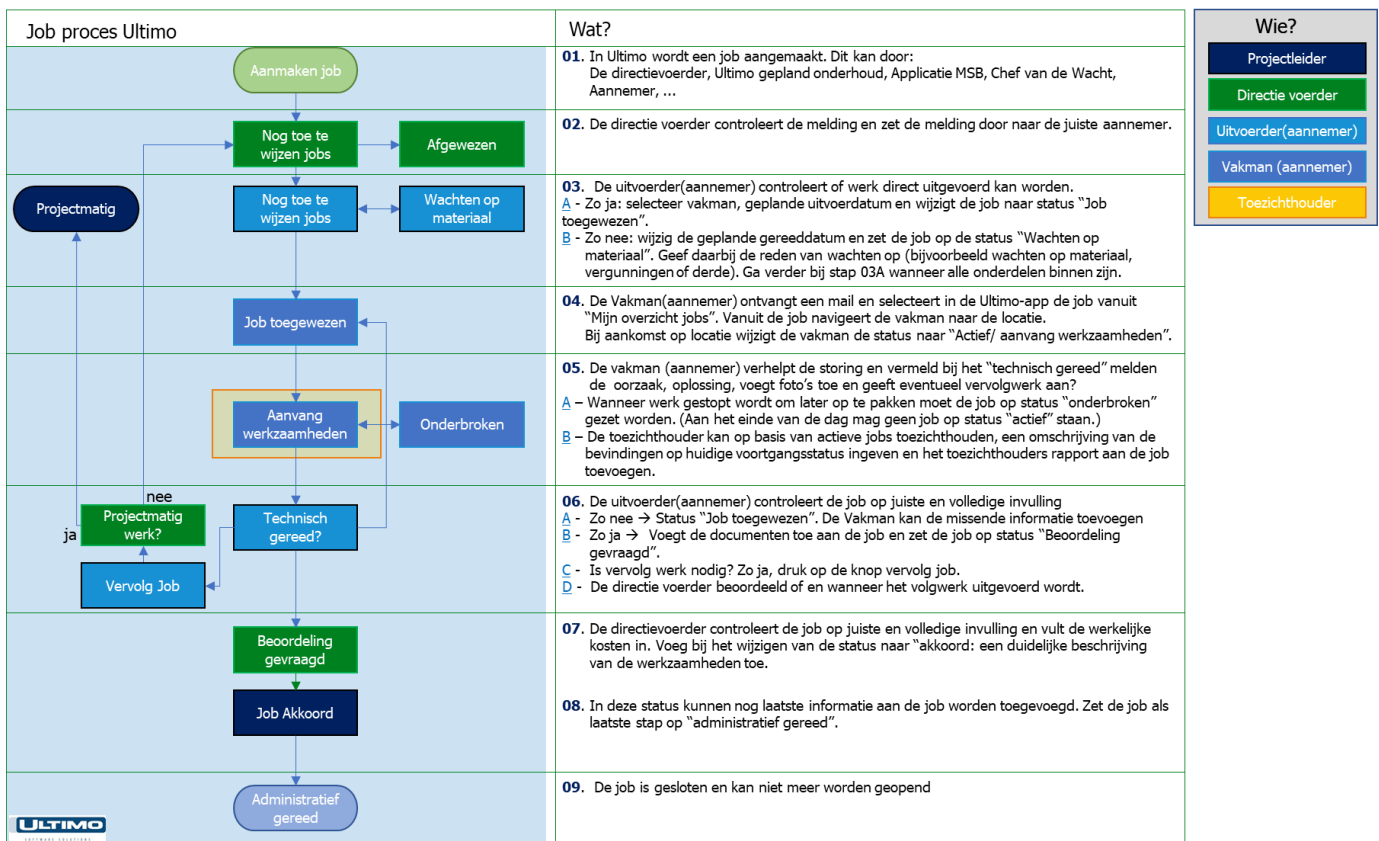 Job proces Ultimo
Wat?
Wie?
Projectleider
Directie voerder
Uitvoerder(aannemer)
Vakman (aannemer)
Toezichthouder
Aanmaken job
01. In Ultimo wordt een job aangemaakt. Dit kan door:
De directievoerder, Ultimo gepland onderhoud, Applicatie MSB, Chef van de Wacht,
Aannemer, ...
Nog toe te
wijzen jobs
Afgewezen
02. De directie voerder controleert de melding en zet de melding door naar de juiste aannemer.
Projectmatig
Nog toe te
wijzen jobs
Wachten op
materiaal
03. De uitvoerder(aannemer) controleert of werk direct uitgevoerd kan worden.
A - Zo ja: selecteer vakman, geplande uitvoerdatum en wijzigt de job naar status “Job
toegewezen”.
B - Zo nee: wijzig de geplande gereeddatum en zet de job op de status “Wachten op
materiaal”. Geef daarbij de reden van wachten op (bijvoorbeeld wachten op materiaal,
vergunningen of derde). Ga verder bij stap 03A wanneer alle onderdelen binnen zijn.
Job toegewezen
04. De Vakman(aannemer) ontvangt een mail en selecteert in de Ultimo-app de job vanuit
“Mijn overzicht jobs”. Vanuit de job navigeert de vakman naar de locatie.
Bij aankomst op locatie wijzigt de vakman de status naar “Actief/ aanvang werkzaamheden”.
Aanvang
werkzaamheden
Onderbroken
05. De vakman (aannemer) verhelpt de storing en vermeld bij het “technisch gereed” melden
de oorzaak, oplossing, voegt foto’s toe en geeft eventueel vervolgwerk aan?
A – Wanneer werk gestopt wordt om later op te pakken moet de job op status “onderbroken”
gezet worden. (Aan het einde van de dag mag geen job op status “actief” staan.)
B – De toezichthouder kan op basis van actieve jobs toezichthouden, een omschrijving van de
bevindingen op huidige voortgangsstatus ingeven en het toezichthouders rapport aan de job
toevoegen.
nee
ja
Projectmatig
werk?
Technisch
gereed?
Vervolg Job
06. De uitvoerder(aannemer) controleert de job op juiste en volledige invulling
A - Zo nee → Status “Job toegewezen”. De Vakman kan de missende informatie toevoegen
B - Zo ja → Voegt de documenten toe aan de job en zet de job op status “Beoordeling
gevraagd”.
C - Is vervolg werk nodig? Zo ja, druk op de knop vervolg job.
D - De directie voerder beoordeeld of en wanneer het volgwerk uitgevoerd wordt.
Beoordeling
gevraagd
07. De directievoerder controleert de job op juiste en volledige invulling en vult de werkelijke
kosten in. Voeg bij het wijzigen van de status naar “akkoord: een duidelijke beschrijving
van de werkzaamheden toe.
Job Akkoord
08. In deze status kunnen nog laatste informatie aan de job worden toegevoegd. Zet de job als
laatste stap op “administratief gereed”.
Administratief
gereed
09. De job is gesloten en kan niet meer worden geopend
ULTIMO
SOFTWARE SOLUTIONS